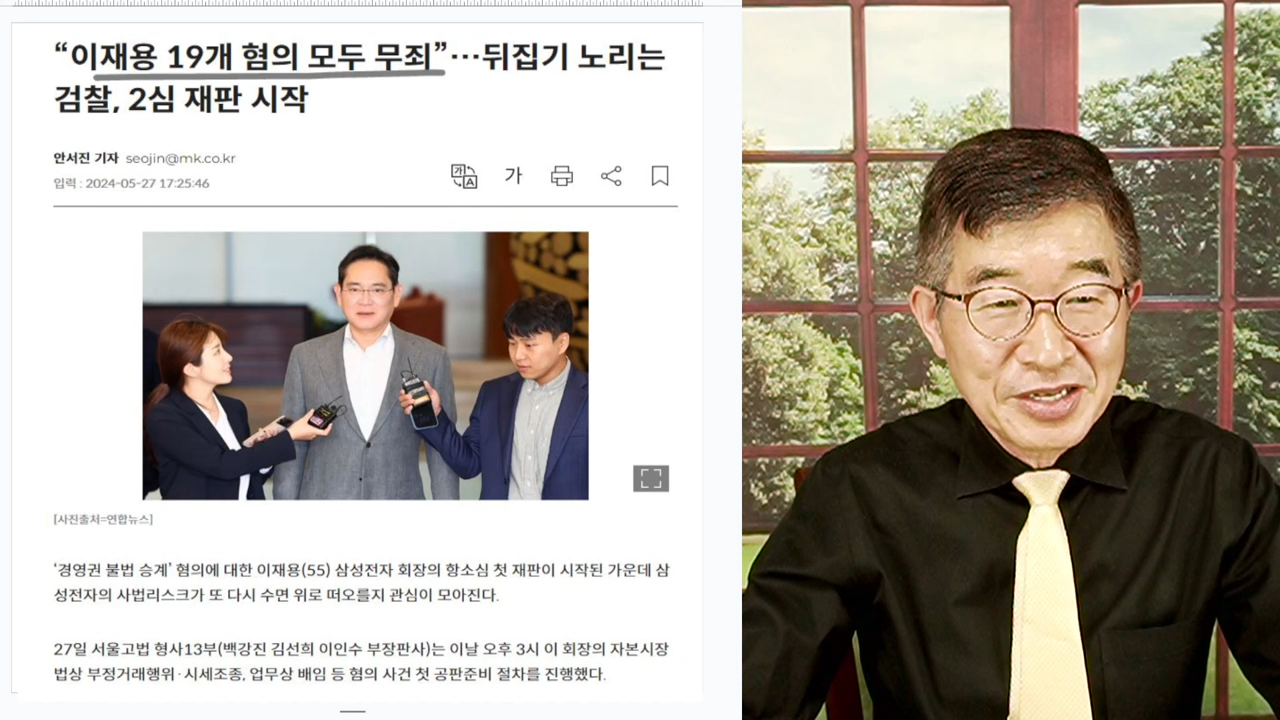 “이재용 19개 혐의 모두 무죄”…뒤집기 노리는
검찰, 2심 재판 시작
안서진 기자 seojin@mk.co.kr
입력 : 2024-05-27 17:25:46
가 A
가
[사진출처=연합뉴스]
‘경영권 불법 승계’ 혐의에 대한 이재용(55) 삼성전자 회장의 항소심 첫 재판이 시작된 가운데 삼
성전자의 사법리스크가 또 다시 수면 위로 떠오를지 관심이 모아진다.
27일 서울고법 형사13부(백강진 김선희 이인수 부장판사)는 이날 오후 3시 이 회장의 자본시장
법상 부정거래행위·시세조종, 업무상 배임 등 혐의 사건 첫 공판준비 절차를 진행했다.